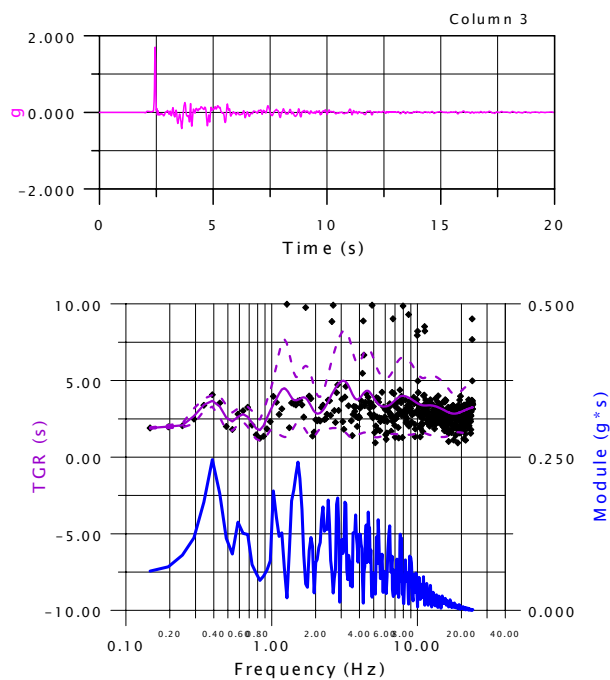 Column 3
2.000
g 0.000
-2.000
0 5 10 15 20
Time (s)
10.00 0.500
5.00
TGR (s) 0.00 0.250 Module (g*s)
-5.00
-10.00 0.000
0.20 0.40 0.60 0.80 2.00 4.00 6.00 8.00 20.00 40.00
0.10 1.00 10.00
Frequency (Hz)